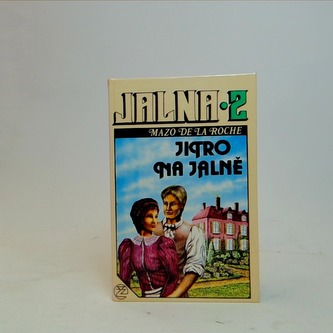 JALNA·2
MAZO DE LA ROCHE
JITRO
NA JALNĚ